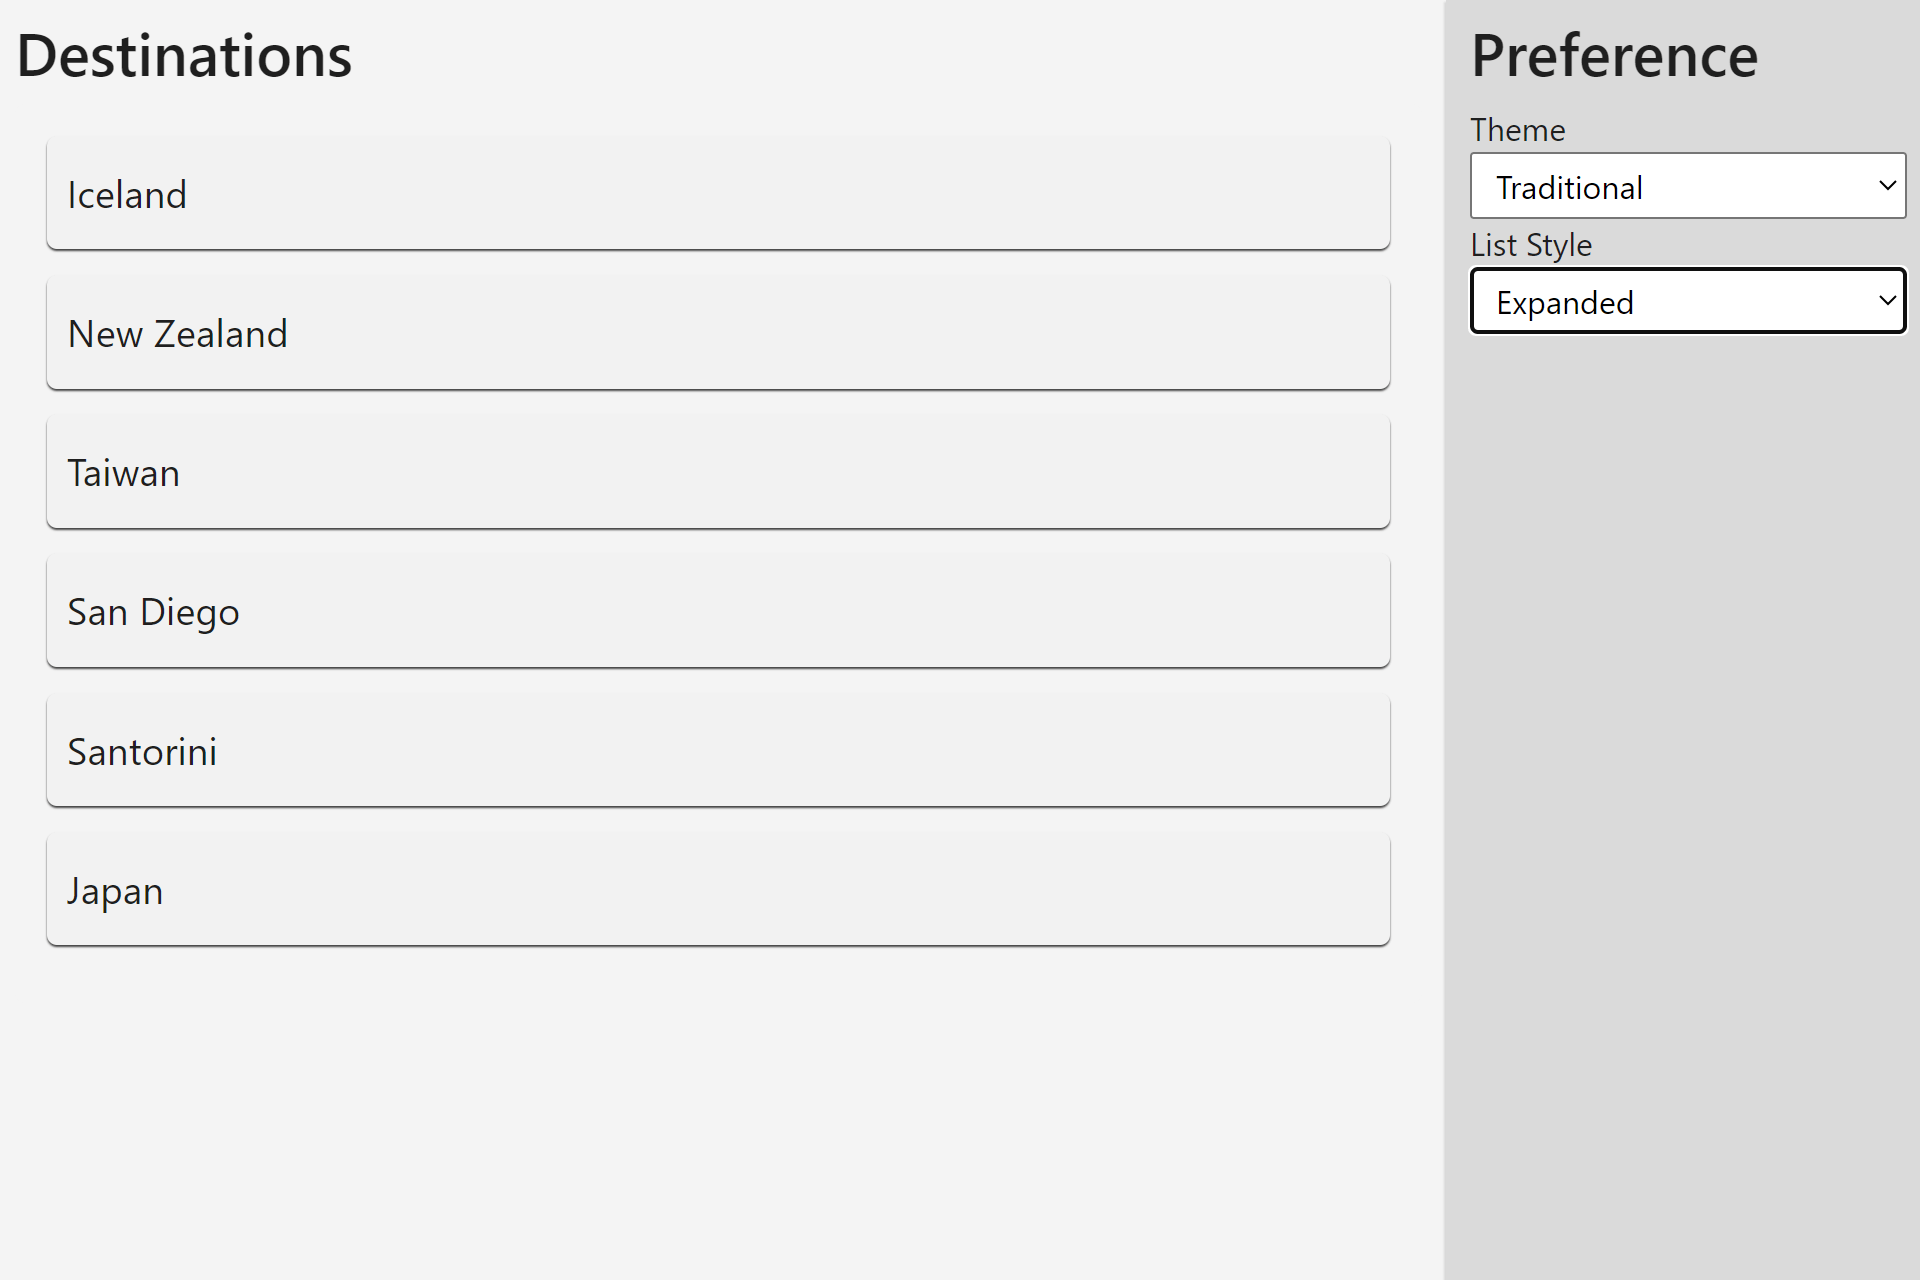 Destinations
Iceland
New Zealand
Taiwan
San Diego
Santorini
Japan
Preference
Theme
Traditional
List Style
Expanded